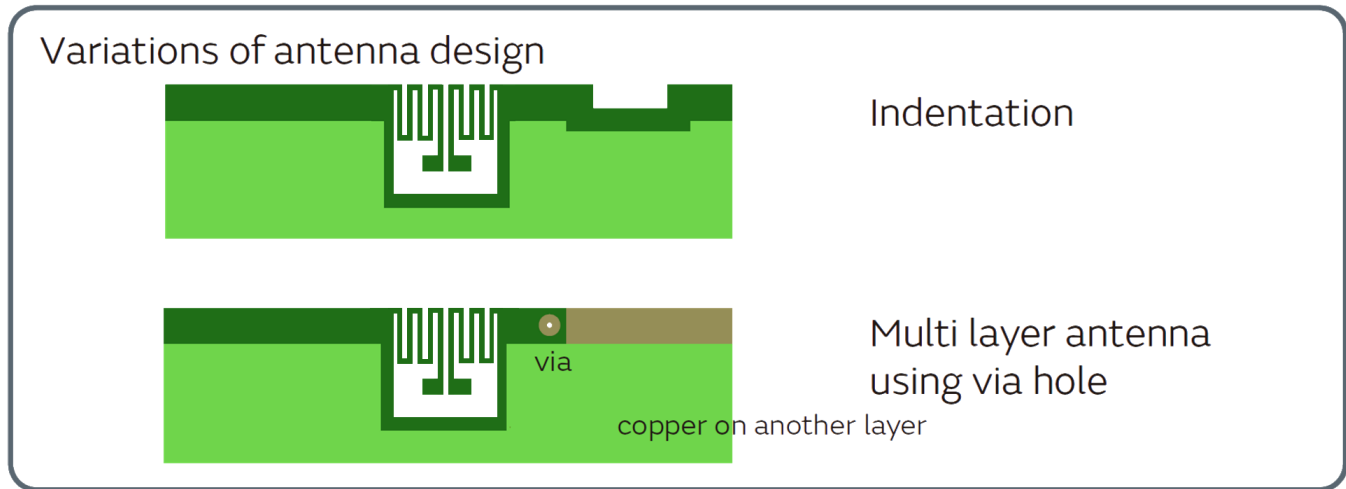 Variations of antenna design
Indentation
Multi layer antenna
using via hole
via
copper on another layer